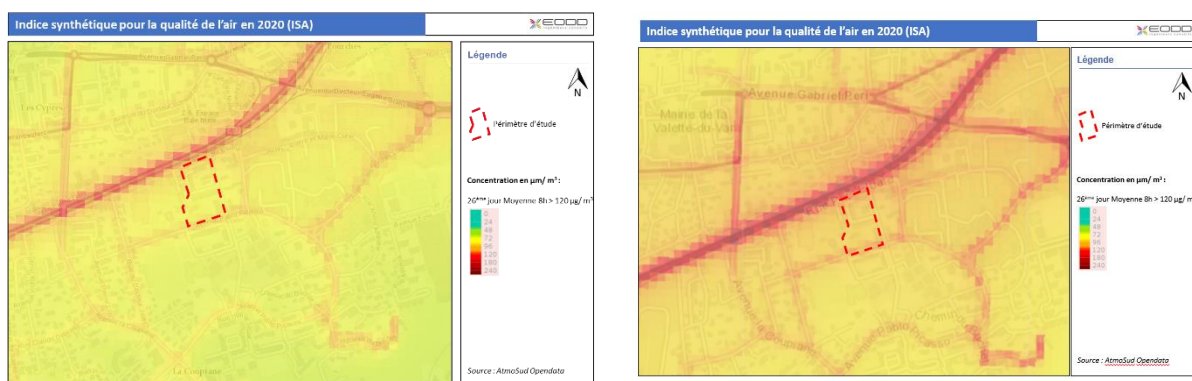 Indice synthétique pour la qualité de l'air en 2020 (ISA)
EODD
Légende
N
Périmètre d'étude
Concentration en µm/ m³ :
26ème jour Moyenne 8h > 120 µg/ m³
0
24
48
72
96
120
180
240
Source : AtmoSud Opendata
La Coupiane
Indice synthétique pour la qualité de l'air en 2020 (ISA)
EODD
Légende
N
Périmètre d'étude
Concentration en µm/ m³ :
26ème jour Moyenne 8h > 120 µg/ m
0
24
48
72
96
120
180
240
Source : AtmoSud Opendata
Avenue Gabriel Péri
Mairie de la
Valette-du-Var
Avenue Pablo Picasso